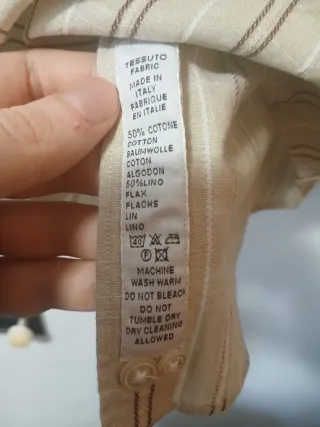 TESSUTO
FABRIC
MADE IN
ITALY
FABRIQUE
EN ITALIE
50% COTONE
COTTON
BAUMWOLLE
COTON
ALGODON
50%LINO
FLAX
FLACHS
LIN
LINO
40
P
MACHINE
WASH WARM
DO NOT BLEACH
DO NOT
TUMBLE DRY
DRY CLEANING
ALLOWED